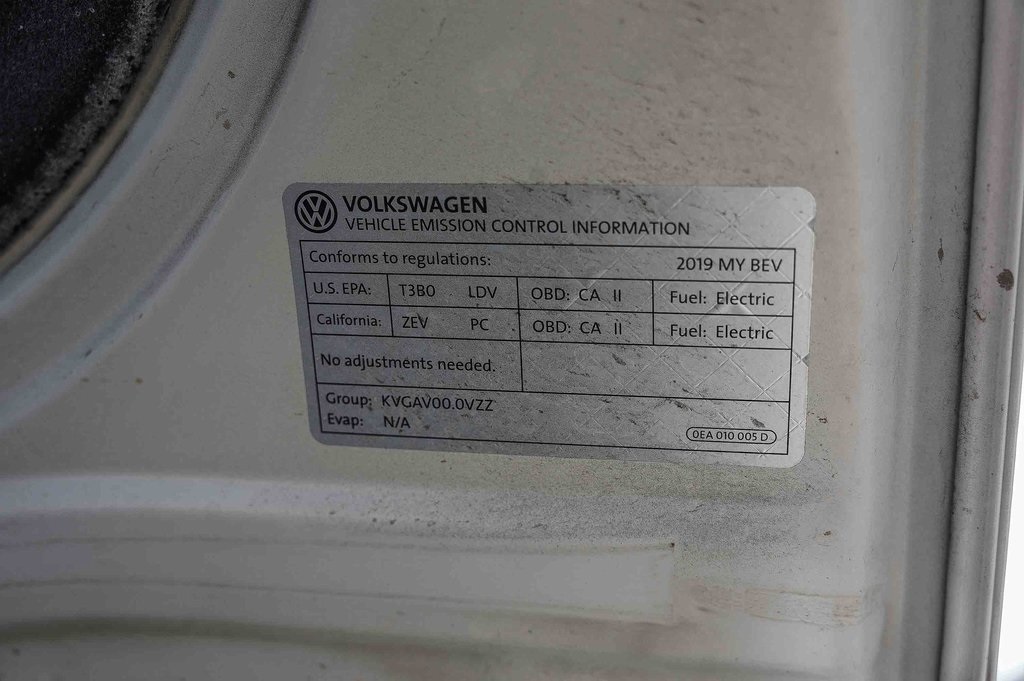 VOLKSWAGEN
VEHICLE EMISSION CONTROL INFORMATION
Conforms to regulations: 2019 MY BEV
U.S. EPA: T3B0 LDV OBD: CA II Fuel: Electric
California: ZEV PC OBD: CA II Fuel: Electric
No adjustments needed.
Group: KVGAV00.0VZZ
Evap: N/A
0EA 010 005 D